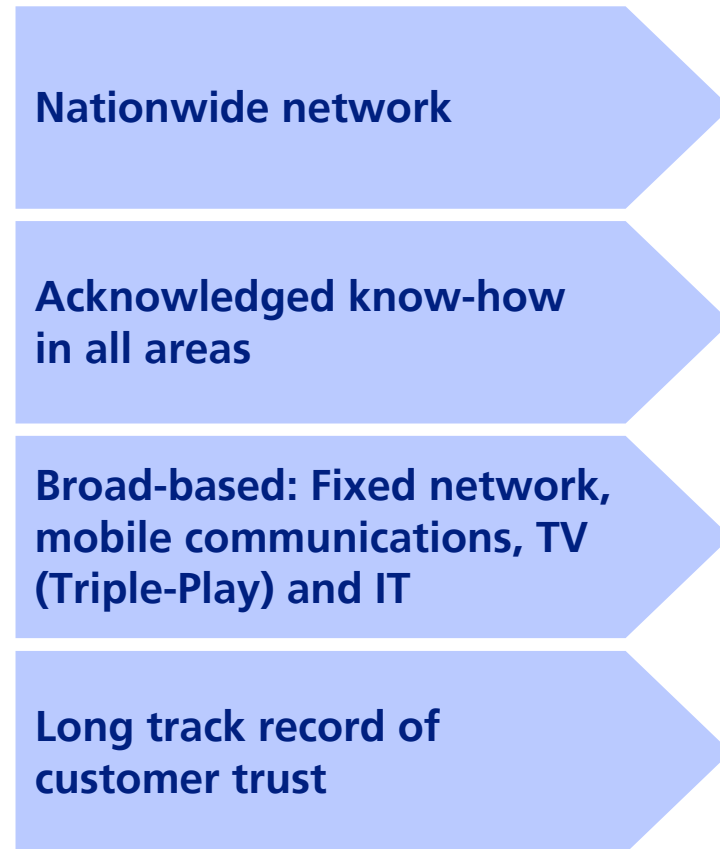 Nationwide network
Acknowledged know-how
in all areas
Broad-based: Fixed network,
mobile communications, TV
(Triple-Play) and IT
Long track record of
customer trust